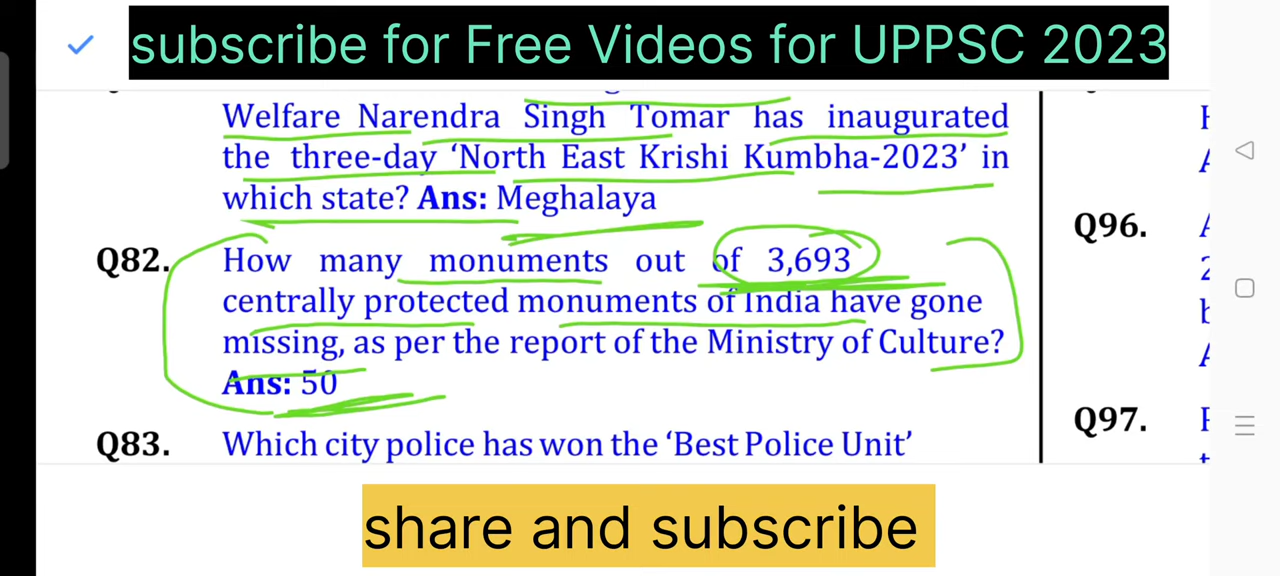 subscribe for Free Videos for UPPSC 2023
Welfare Narendra Singh Tomar has inaugurated
the three-day ‘North East Krishi Kumbha-2023’ in
which state? Ans: Meghalaya
Q82. How many monuments out of 3,693
centrally protected monuments of India have gone
missing, as per the report of the Ministry of Culture?
Ans: 50
Q83. Which city police has won the ‘Best Police Unit’
Q96.
Q97.
share and subscribe